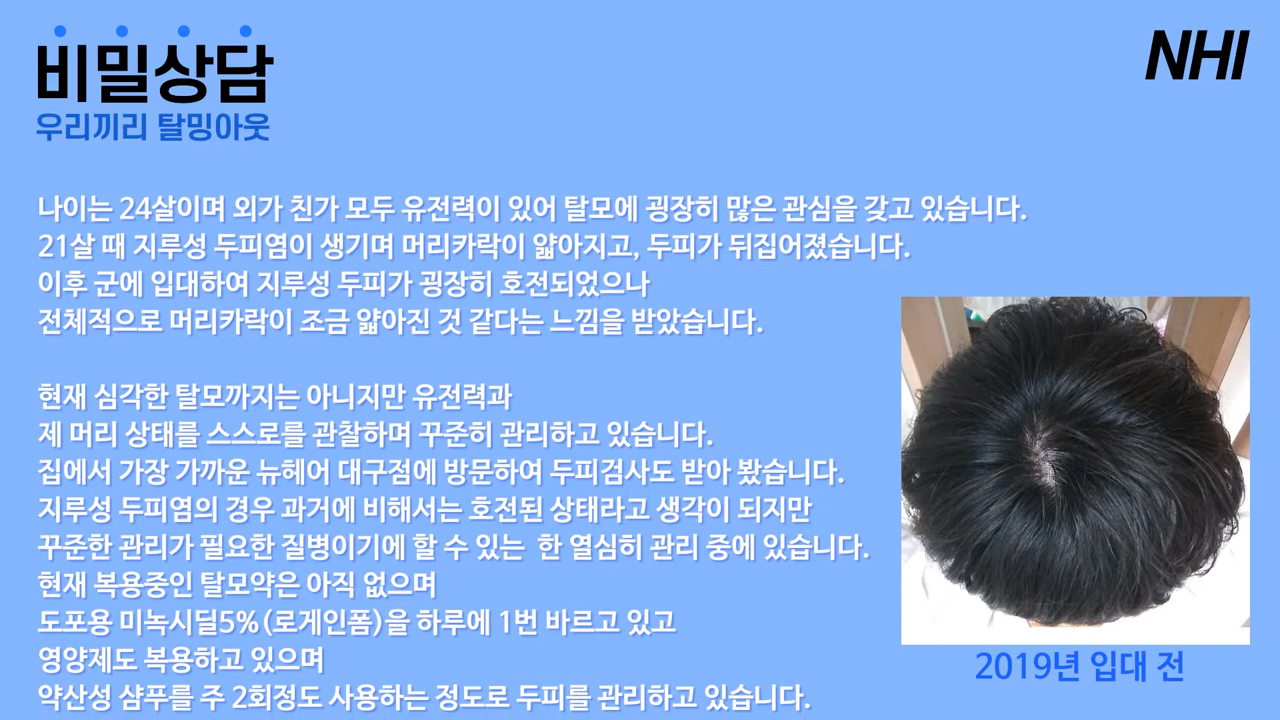 비밀상담
우리끼리 탈밍아웃
NHI
나이는 24살이며 외가 친가 모두 유전력이 있어 탈모에 굉장히 많은 관심을 갖고 있습니다.
21살 때 지루성 두피염이 생기며 머리카락이 얇아지고, 두피가 뒤집어졌습니다.
이후 군에 입대하여 지루성 두피가 굉장히 호전되었으나
전체적으로 머리카락이 조금 얇아진 것 같다는 느낌을 받았습니다.
현재 심각한 탈모까지는 아니지만 유전력과
제 머리 상태를 스스로를 관찰하며 꾸준히 관리하고 있습니다.
집에서 가장 가까운 뉴헤어 대구점에 방문하여 두피검사도 받아 봤습니다.
지루성 두피염의 경우 과거에 비해서는 호전된 상태라고 생각이 되지만
꾸준한 관리가 필요한 질병이기에 할 수 있는 한 열심히 관리 중에 있습니다.
현재 복용중인 탈모약은 아직 없으며
도포용 미녹시딜5%(로게인폼)을 하루에 1번 바르고 있고
영양제도 복용하고 있으며
약산성 샴푸를 주 2회정도 사용하는 정도로 두피를 관리하고 있습니다.
2019년 입대 전